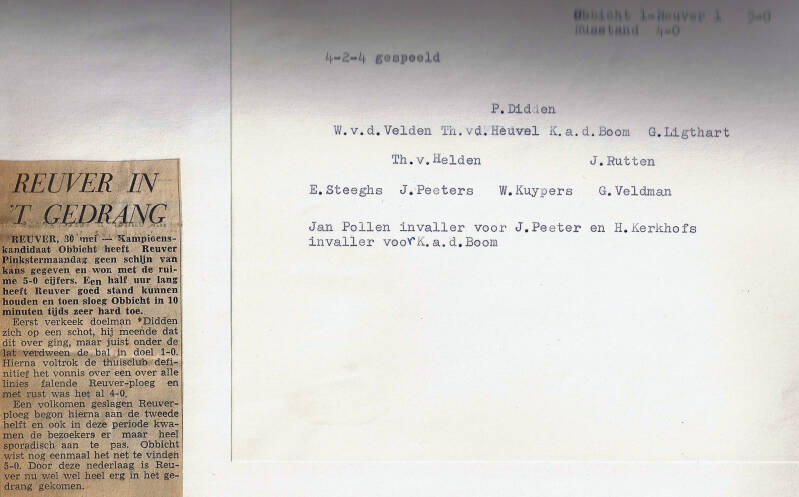 Obbicht 1-Reuver 1 5-0
Russtand 4-0
4-2-4 gespeeld
P.Didden
W.v.d.Velden Th.vd.Heuvel K.a.d.Boom G.Ligthart
Th.v.Helden J.Rutten
E.Steeghs J.Peeters W.Kuypers G.Veldman
Jan Pollen invaller voor J.Peeter en H.Kerkhofs
invaller voor K.a.d.Boom
REUVER IN
'T GEDRANG
REUVER, 30 mei — Kampioens-
kandidaat Obbicht heeft Reuver
Pinkstermaandag geen schijn van
kans gegeven en won met de rui-
me 5-0 cijfers. Een half uur lang
heeft Reuver goed stand kunnen
houden en toen sloeg Obbicht in 10
minuten tijds zeer hard toe.
Eerst verkeek doelman *Didden
zich op een schot, hij meende dat
dit over ging, maar juist onder de
lat verdween de bal in doel 1-0.
Hierna voltrok de thuisclub defi-
nitief het vonnis over een over alle
linies falende Reuver-ploeg en
met rust was het al 4-0.
Een volkomen geslagen Reuver-
ploeg begon hierna aan de tweede
helft en ook in deze periode kwa-
men de bezoekers er maar heel
sporadisch aan te pas. Obbicht
wist nog eenmaal het net te vinden
5-0. Door deze nederlaag is Reu-
ver nu wel wel heel erg in het ge-
drang gekomen.